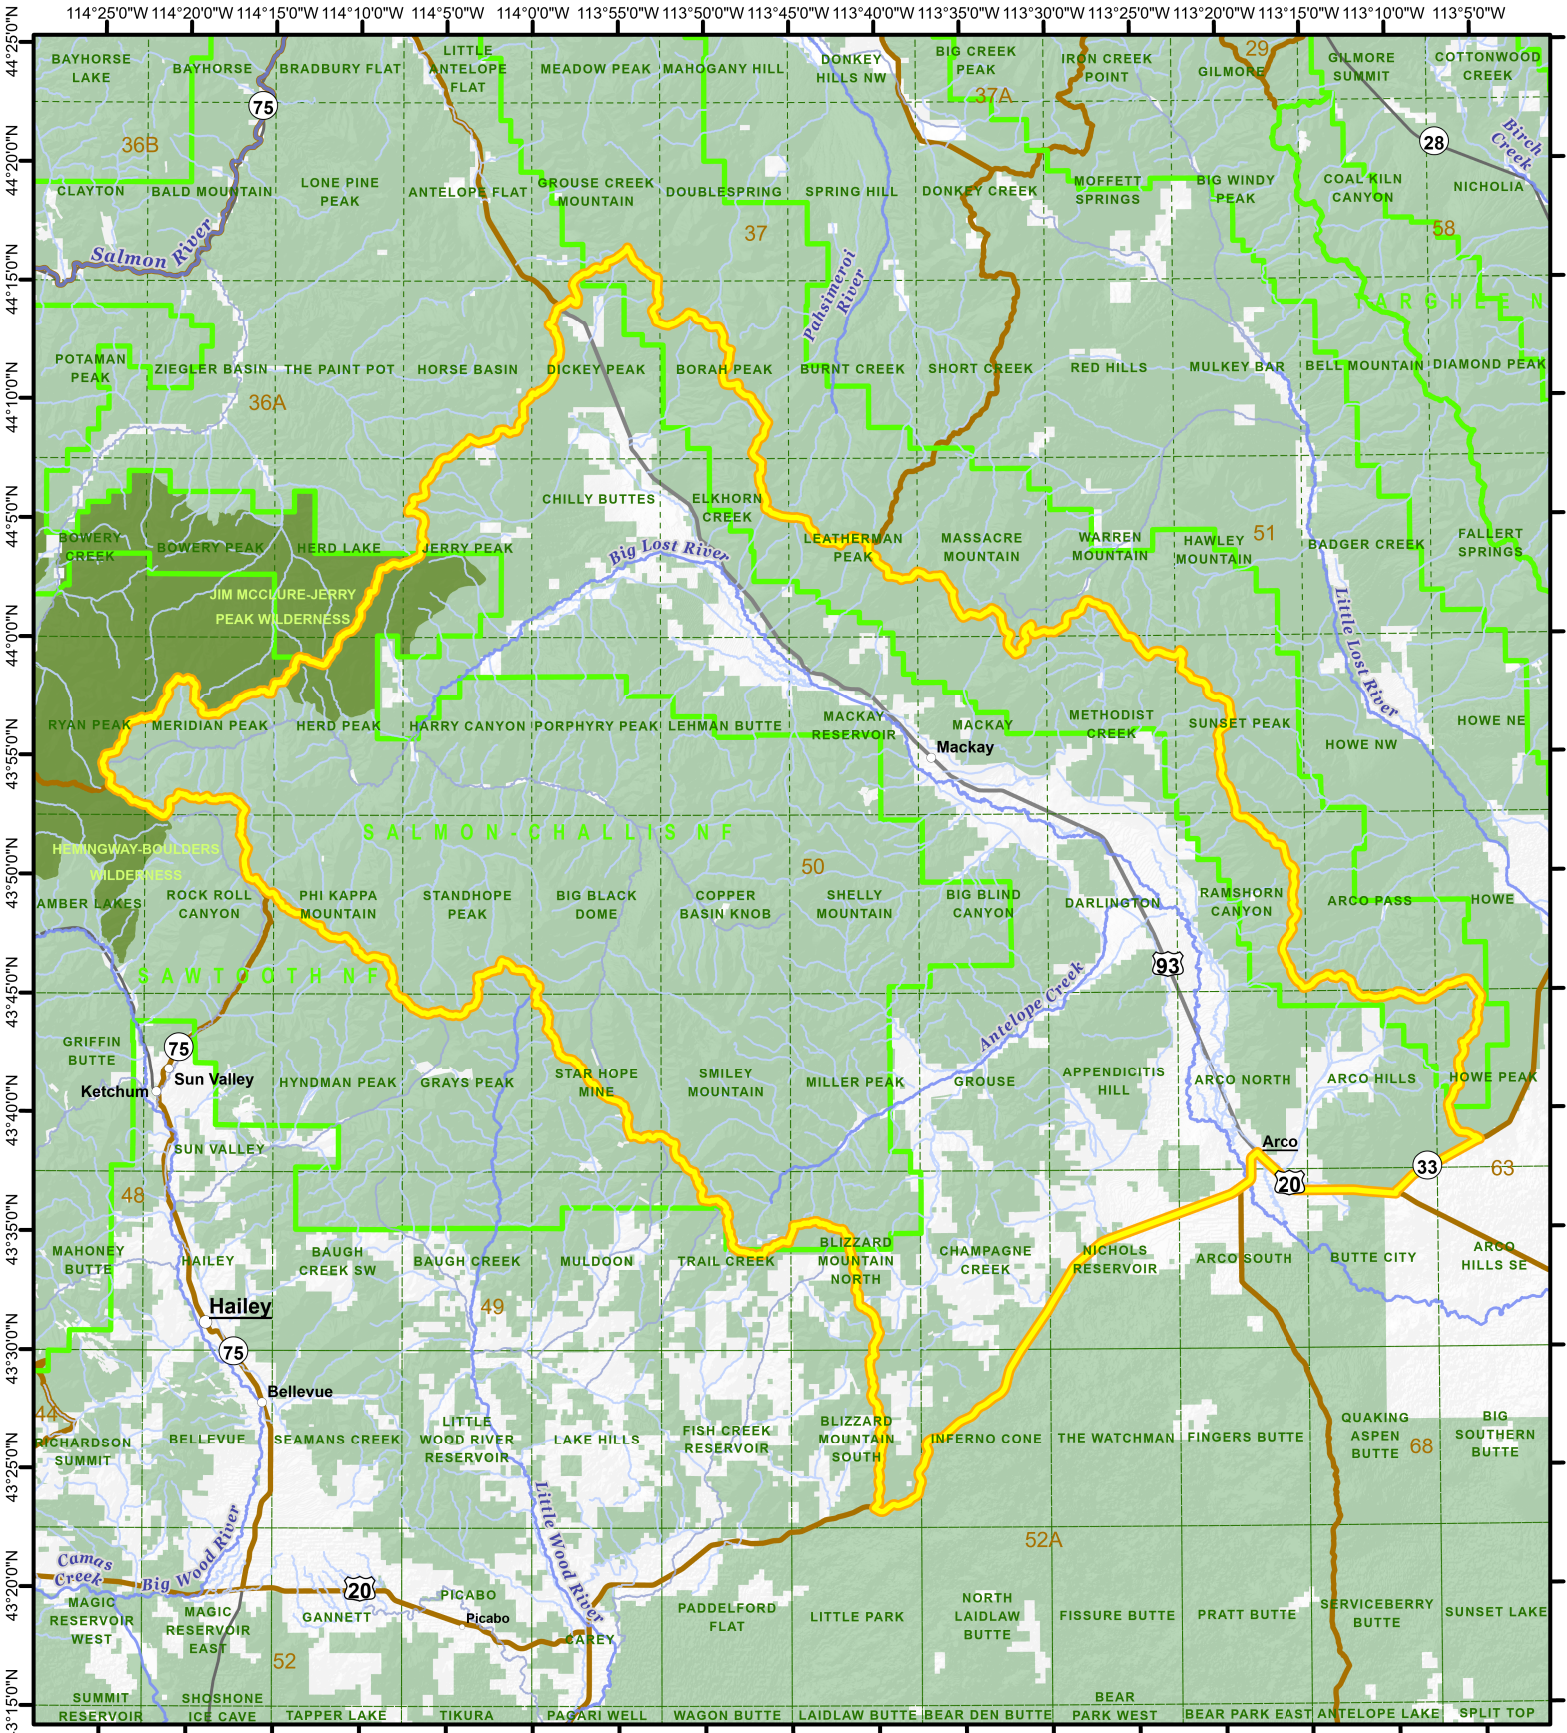 114°25'0"W 114°20'0"W 114°15'0"W 114°10'0"W 114°5'0"W 114°0'0"W 113°55'0"W 113°50'0"W 113°45'0"W 113°40'0"W 113°35'0"W 113°30'0"W 113°25'0"W 113°20'0"W 113°15'0"W 113°10'0"W 113°5'0"W
44°25'0"N
44°20'0"N
44°15'0"N
44°10'0"N
44°5'0"N
44°0'0"N
43°55'0"N
43°50'0"N
43°45'0"N
43°40'0"N
43°35'0"N
43°30'0"N
43°25'0"N
43°20'0"N
3°15'0"N
BAYHORSE
LAKE
BAYHORSE
BRADBURY FLAT
LITTLE
ANTELOPE
FLAT
MEADOW PEAK
MAHOGANY HILL
DONKEY
HILLS NW
BIG CREEK
PEAK
IRON CREEK
POINT
GILMORE
29
GILMORE
SUMMIT
COTTONWOOD
CREEK
75
37A
28
Birch
Creek
36B
CLAYTON
BALD MOUNTAIN
LONE PINE
PEAK
ANTELOPE FLAT
GROUSE CREEK
MOUNTAIN
DOUBLESPRING
SPRING HILL
DONKEY CREEK
MOFFETT
SPRINGS
BIG WINDY
PEAK
COAL KILN
CANYON
NICHOLIA
Salmon River
37
58
Pahsimeroi
River
TARGHEE N
POTAMAN
PEAK
ZIEGLER BASIN
THE PAINT POT
HORSE BASIN
DICKEY PEAK
BORAH PEAK
BURNT CREEK
SHORT CREEK
RED HILLS
MULKEY BAR
BELL MOUNTAIN
DIAMOND PEAK
36A
CHILLY BUTTES
ELKHORN
CREEK
BOWERY
CREEK
BOWERY PEAK
HERD LAKE
JERRY PEAK
Big Lost River
LEATHERMAN
PEAK
MASSACRE
MOUNTAIN
WARREN
MOUNTAIN
HAWLEY
MOUNTAIN
51
BADGER CREEK
FALLERT
SPRINGS
JIM MCCLURE-JERRY
PEAK WILDERNESS
Little Lost River
RYAN PEAK
MERIDIAN PEAK
HERD PEAK
HARRY CANYON
PORPHYRY PEAK
LEHMAN BUTTE
MACKAY
RESERVOIR
MACKAY
Mackay
METHODIST
CREEK
SUNSET PEAK
HOWE NW
HOWE NE
SALMON-CHALLIS NF
HEMINGWAY-BOULDERS
WILDERNESS
50
AMBER LAKES
ROCK ROLL
CANYON
PHI KAPPA
MOUNTAIN
STANDHOPE
PEAK
BIG BLACK
DOME
COPPER
BASIN KNOB
SHELLY
MOUNTAIN
BIG BLIND
CANYON
DARLINGTON
RAMSHORN
CANYON
ARCO PASS
HOWE
93
SAWTOOTH NF
Antelope Creek
GRIFFIN
BUTTE
75
Sun Valley
Ketchum
HYNDMAN PEAK
GRAYS PEAK
STAR HOPE
MINE
SMILEY
MOUNTAIN
MILLER PEAK
GROUSE
APPENDICITIS
HILL
ARCO NORTH
ARCO HILLS
HOWE PEAK
SUN VALLEY
Arco
33
20
63
48
MAHONEY
BUTTE
HAILEY
BAUGH
CREEK SW
BAUGH CREEK
MULDOON
TRAIL CREEK
BLIZZARD
MOUNTAIN
NORTH
CHAMPAGNE
CREEK
NICHOLS
RESERVOIR
ARCO SOUTH
BUTTE CITY
ARCO
HILLS SE
Hailey
49
75
Bellevue
44
RICHARDSON
SUMMIT
BELLEVUE
SEAMANS CREEK
LITTLE
WOOD RIVER
RESERVOIR
LAKE HILLS
FISH CREEK
RESERVOIR
BLIZZARD
MOUNTAIN
SOUTH
INFERNO CONE
THE WATCHMAN
FINGERS BUTTE
QUAKING
ASPEN
BUTTE
68
BIG
SOUTHERN
BUTTE
Little Wood River
52A
Camas
Creek
Big Wood River
20
MAGIC
RESERVOIR
WEST
MAGIC
RESERVOIR
EAST
GANNETT
PICABO
Picabo
CAREY
PADDELFORD
FLAT
LITTLE PARK
NORTH
LAIDLAW
BUTTE
FISSURE BUTTE
PRATT BUTTE
SERVICEBERRY
BUTTE
SUNSET LAKE
52
SUMMIT
RESERVOIR
SHOSHONE
ICE CAVE
TAPPER LAKE
TIKURA
PAGARI WELL
WAGON BUTTE
LAIDLAW BUTTE
BEAR DEN BUTTE
BEAR
PARK WEST
BEAR PARK EAST
ANTELOPE LAKE
SPLIT TOP